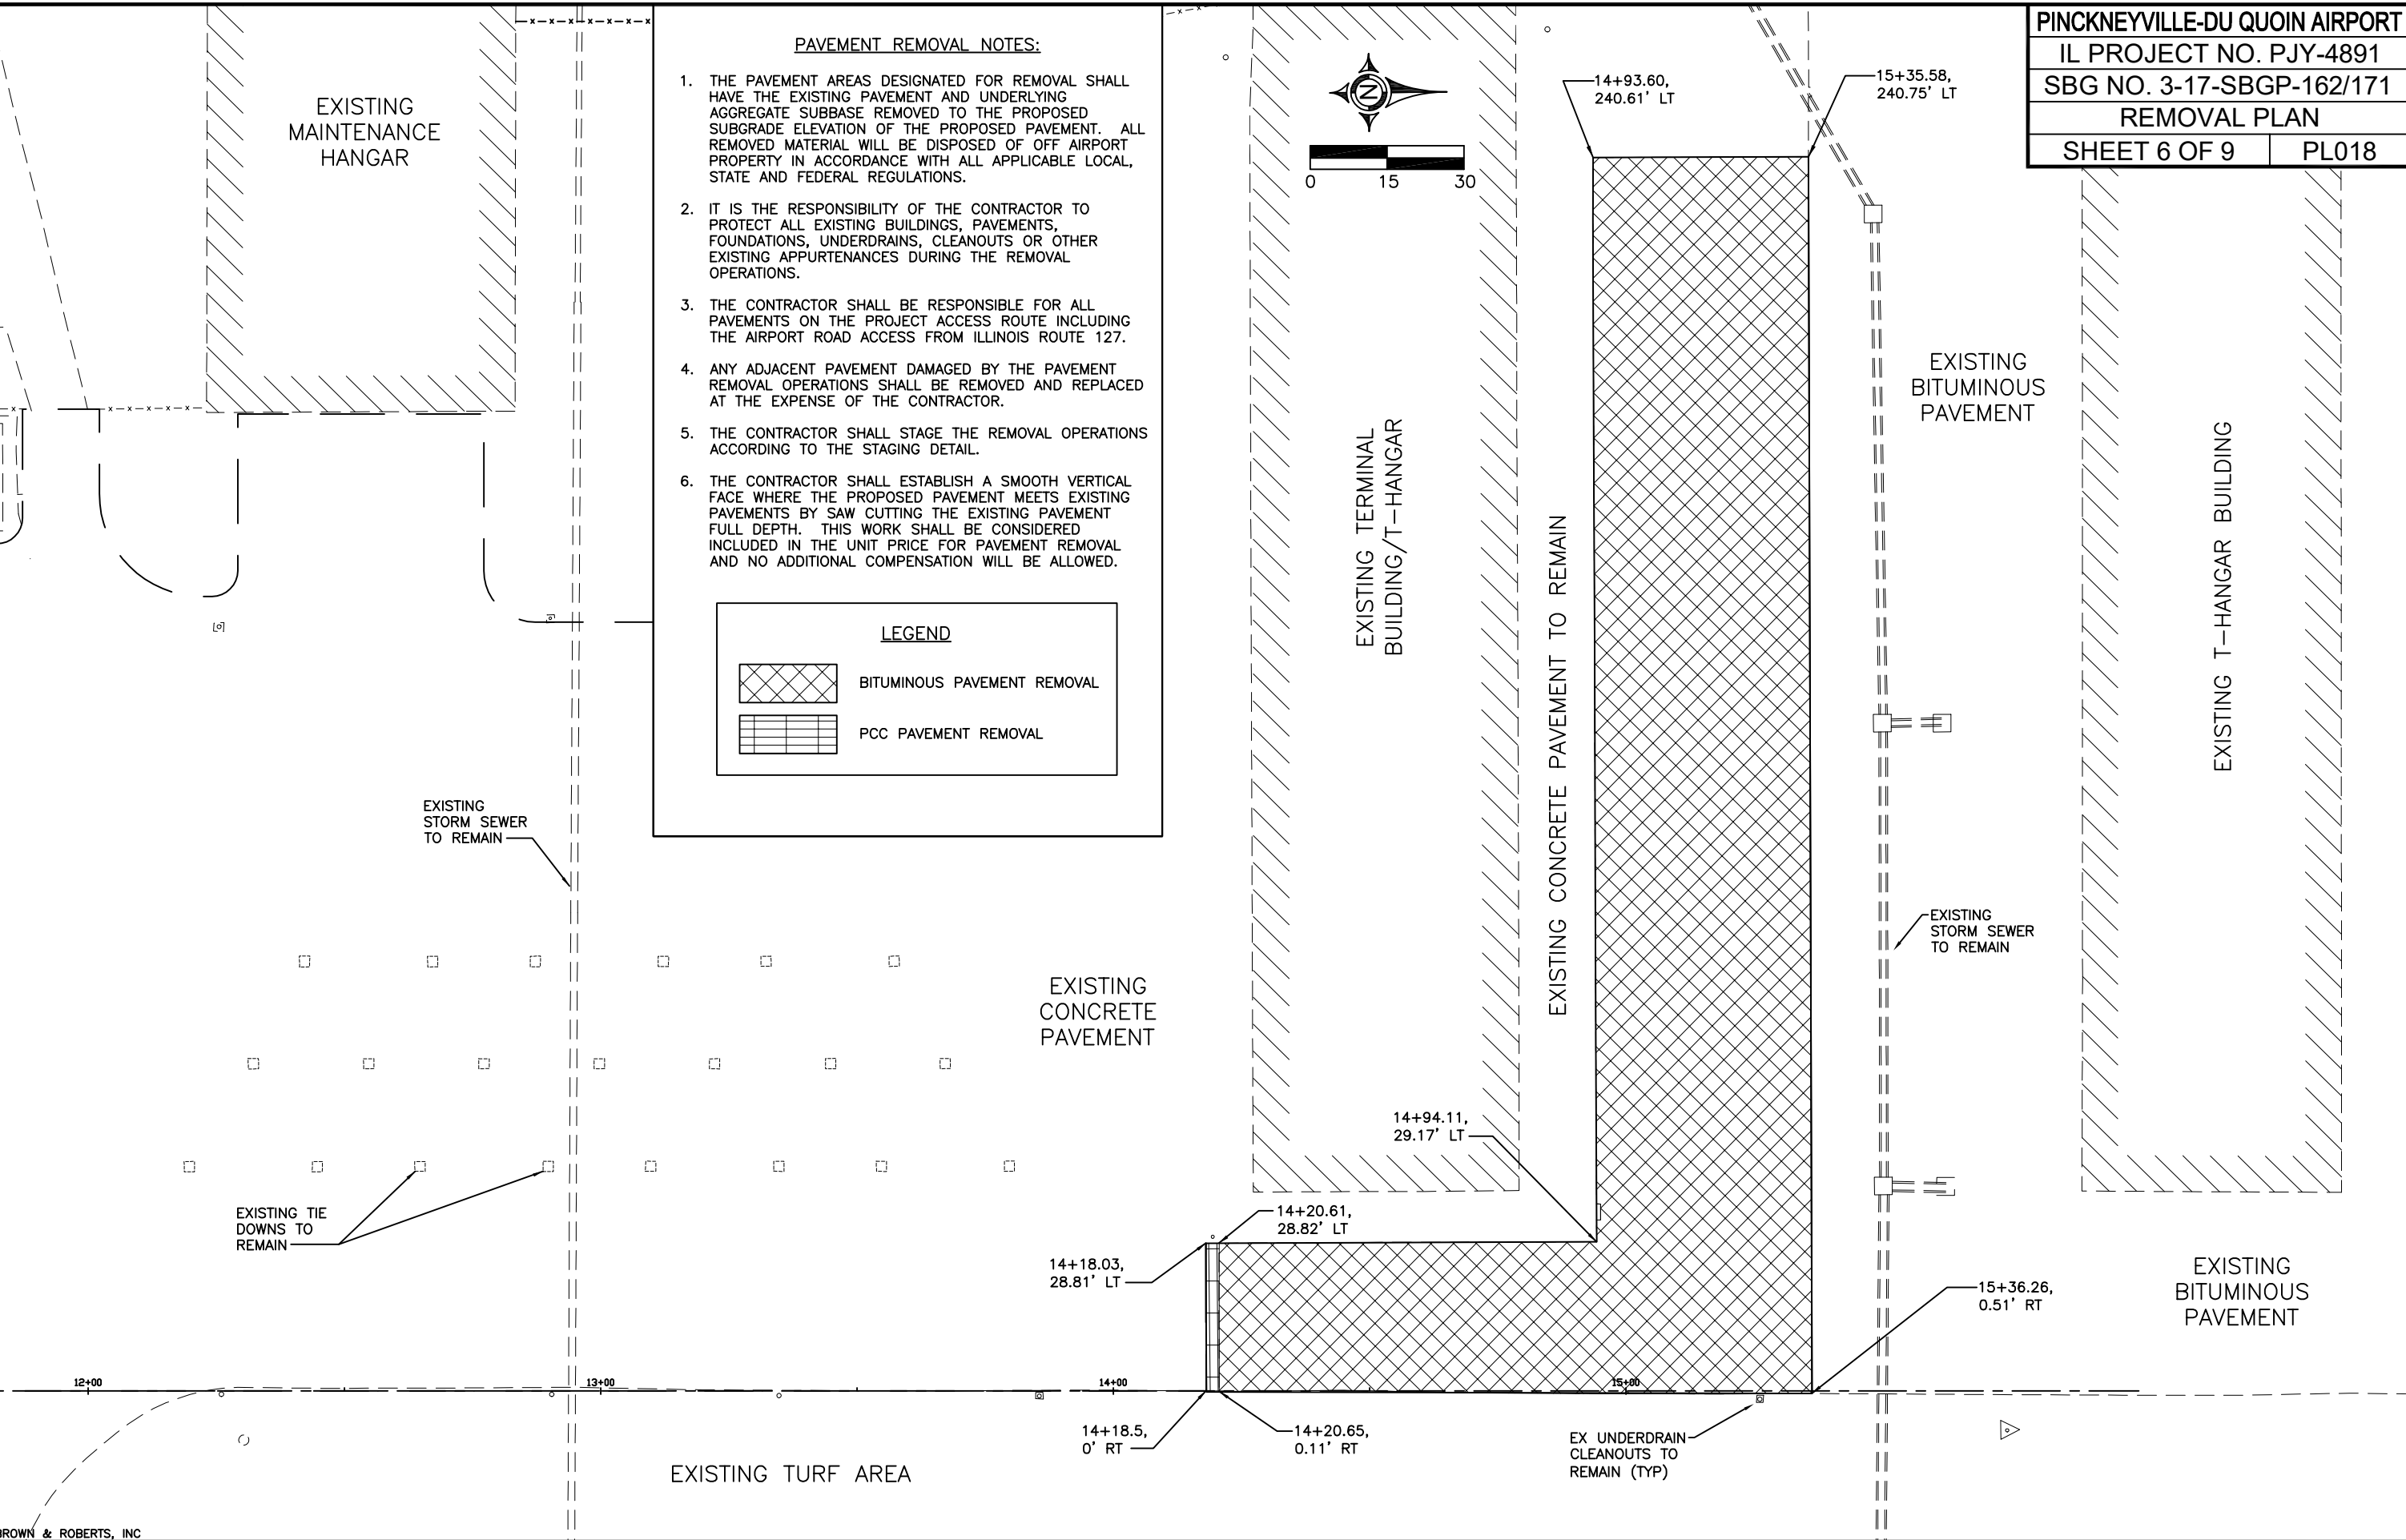 PINCKNEYVILLE-DU QUOIN AIRPORT
IL PROJECT NO. PJY-4891
SBG NO. 3-17-SBGP-162/171
REMOVAL PLAN
SHEET 6 OF 9
PL018
PAVEMENT REMOVAL NOTES:
1. THE PAVEMENT AREAS DESIGNATED FOR REMOVAL SHALL
HAVE THE EXISTING PAVEMENT AND UNDERLYING
AGGREGATE SUBBASE REMOVED TO THE PROPOSED
SUBGRADE ELEVATION OF THE PROPOSED PAVEMENT. ALL
REMOVED MATERIAL WILL BE DISPOSED OF OFF AIRPORT
PROPERTY IN ACCORDANCE WITH ALL APPLICABLE LOCAL,
STATE AND FEDERAL REGULATIONS.
2. IT IS THE RESPONSIBILITY OF THE CONTRACTOR TO
PROTECT ALL EXISTING BUILDINGS, PAVEMENTS,
FOUNDATIONS, UNDERDRAINS, CLEANOUTS OR OTHER
EXISTING APPURTENANCES DURING THE REMOVAL
OPERATIONS.
3. THE CONTRACTOR SHALL BE RESPONSIBLE FOR ALL
PAVEMENTS ON THE PROJECT ACCESS ROUTE INCLUDING
THE AIRPORT ROAD ACCESS FROM ILLINOIS ROUTE 127.
4. ANY ADJACENT PAVEMENT DAMAGED BY THE PAVEMENT
REMOVAL OPERATIONS SHALL BE REMOVED AND REPLACED
AT THE EXPENSE OF THE CONTRACTOR.
5. THE CONTRACTOR SHALL STAGE THE REMOVAL OPERATIONS
ACCORDING TO THE STAGING DETAIL.
6. THE CONTRACTOR SHALL ESTABLISH A SMOOTH VERTICAL
FACE WHERE THE PROPOSED PAVEMENT MEETS EXISTING
PAVEMENTS BY SAW CUTTING THE EXISTING PAVEMENT
FULL DEPTH. THIS WORK SHALL BE CONSIDERED
INCLUDED IN THE UNIT PRICE FOR PAVEMENT REMOVAL
AND NO ADDITIONAL COMPENSATION WILL BE ALLOWED.
LEGEND
BITUMINOUS PAVEMENT REMOVAL
PCC PAVEMENT REMOVAL
EXISTING
MAINTENANCE
HANGAR
N
0 15 30
14+93.60,
240.61' LT
15+35.58,
240.75' LT
EXISTING
BITUMINOUS
PAVEMENT
EXISTING TERMINAL
BUILDING/T-HANGAR
EXISTING CONCRETE PAVEMENT TO REMAIN
EXISTING T-HANGAR BUILDING
EXISTING
STORM SEWER
TO REMAIN
EXISTING
STORM SEWER
TO REMAIN
EXISTING
CONCRETE
PAVEMENT
14+94.11,
29.17' LT
EXISTING TIE
DOWNS TO
REMAIN
14+20.61,
28.82' LT
14+18.03,
28.81' LT
15+36.26,
0.51' RT
EXISTING
BITUMINOUS
PAVEMENT
12+00
13+00
14+00
15+00
14+18.5,
0' RT
14+20.65,
0.11' RT
EX UNDERDRAIN
CLEANOUTS TO
REMAIN (TYP)
EXISTING TURF AREA
BROWN & ROBERTS, INC